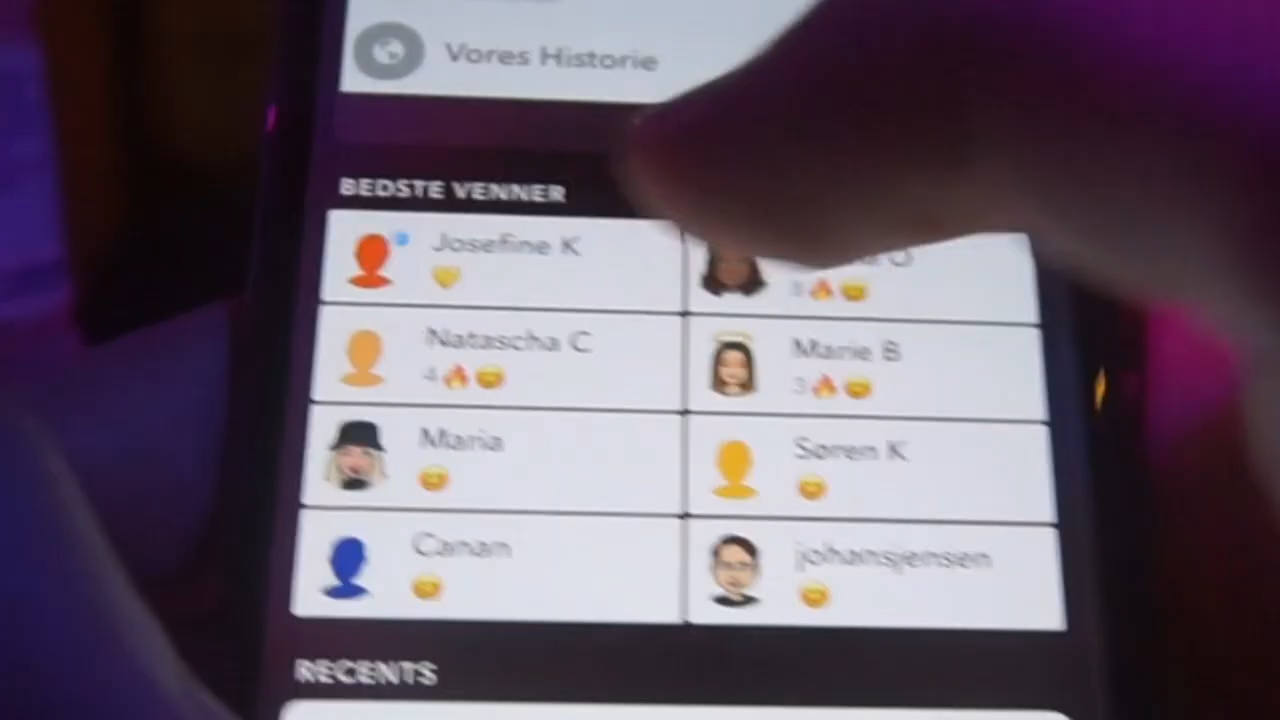 Vores Historie
BEDSTE VENNER
Josefine K
Natascha C
4
Marie B
3
Maria
Søren K
Canan
johansjensen
RECENTS